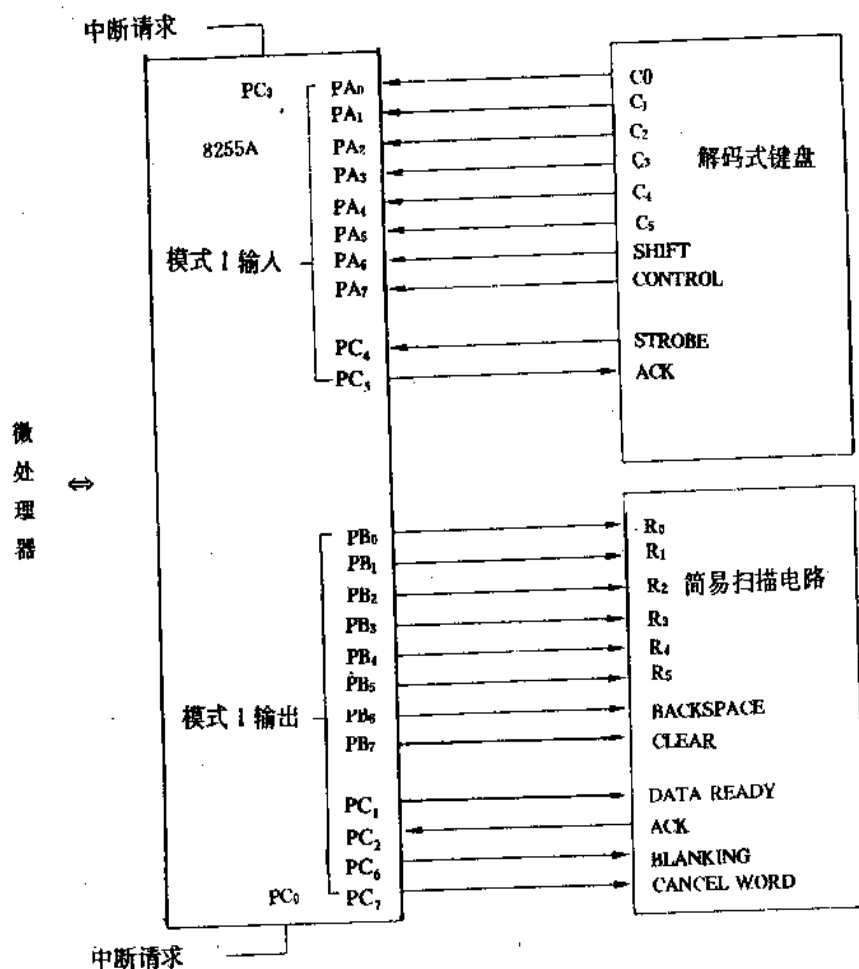 中断请求
PC₃ PA₀ C0
PA₁ C₁
8255A PA₂ C₂
PA₃ C₃ 解码式键盘
PA₄ C₄
PA₅ C₅
模式1输入 PA₆ SHIFT
PA₇ CONTROL
PC₄ STROBE
PC₅ ACK
微处理器 ⇔
PB₀ R₀
PB₁ R₁
PB₂ R₂ 简易扫描电路
PB₃ R₃
PB₄ R₄
PB₅ R₅
模式1输出 PB₆ BACKSPACE
PB₇ CLEAR
PC₁ DATA READY
PC₂ ACK
PC₆ BLANKING
PC₀ PC₇ CANCEL WORD
中断请求